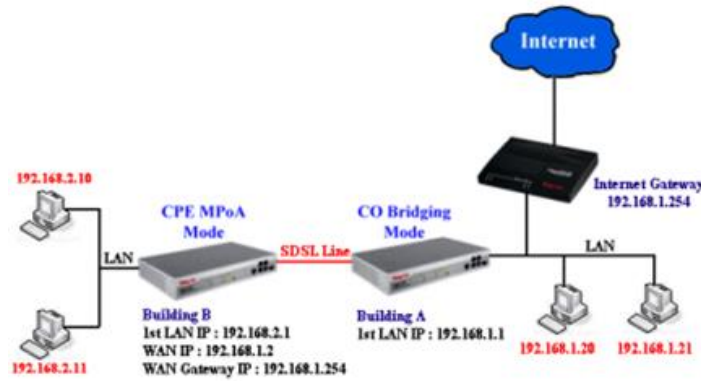 Internet
Internet Gateway
192.168.1.254
192.168.2.10
CPE MPoA
Mode
CO Bridging
Mode
LAN
SDSL Line
LAN
Building B
1st LAN IP : 192.168.2.1
WAN IP : 192.168.1.2
WAN Gateway IP : 192.168.1.254
Building A
1st LAN IP : 192.168.1.1
192.168.2.11
192.168.1.20
192.168.1.21